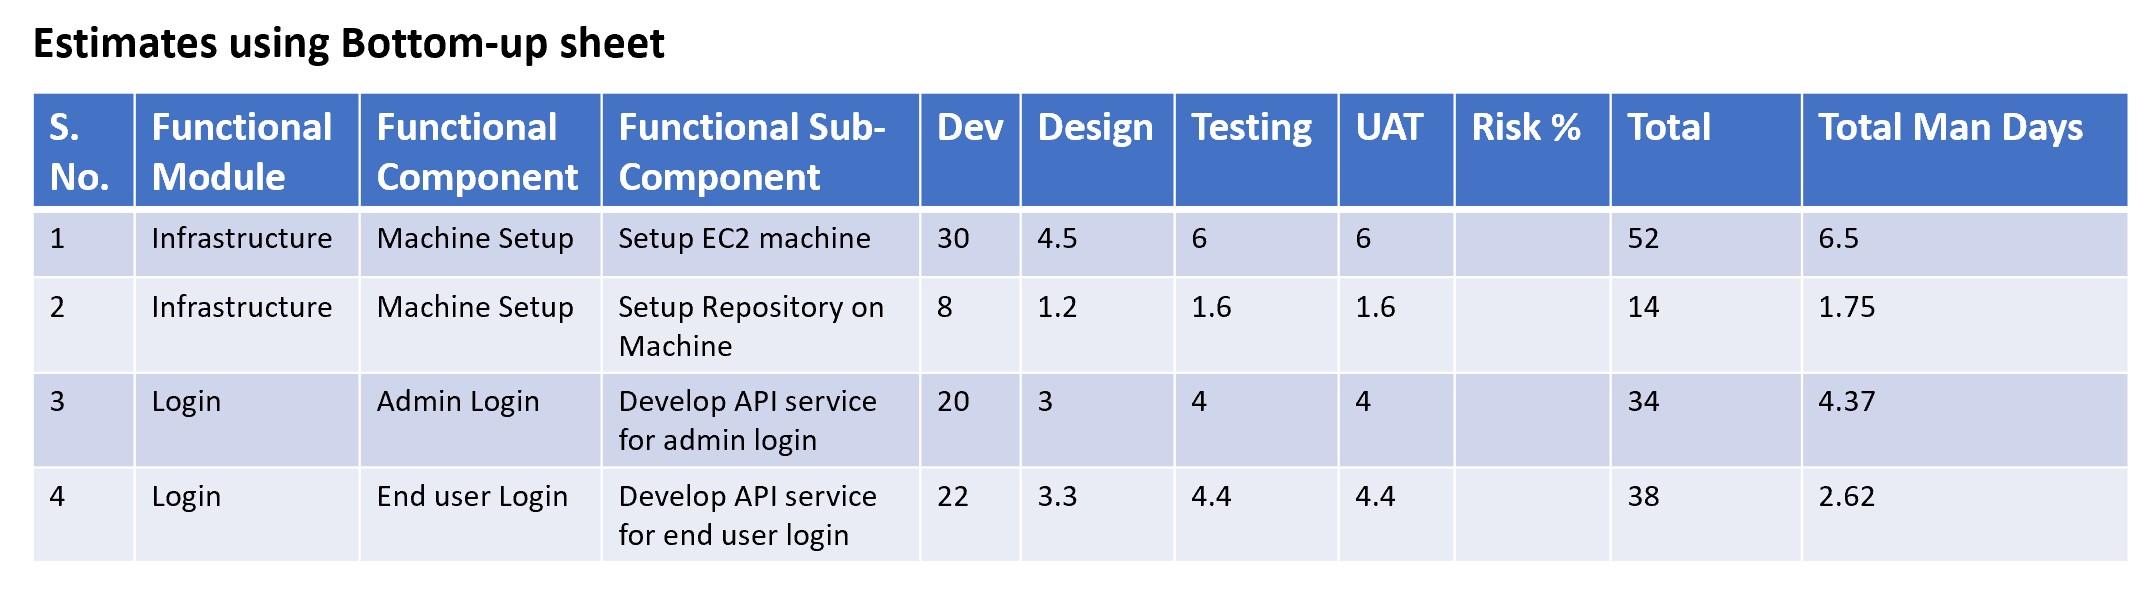 Estimates using Bottom-up sheet
S. No. Functional Module Functional Component Functional Sub-Component Dev Design Testing UAT Risk % Total Total Man Days
1 Infrastructure Machine Setup Setup EC2 machine 30 4.5 6 6 52 6.5
2 Infrastructure Machine Setup Setup Repository on Machine 8 1.2 1.6 1.6 14 1.75
3 Login Admin Login Develop API service for admin login 20 3 4 4 34 4.37
4 Login End user Login Develop API service for end user login 22 3.3 4.4 4.4 38 2.62